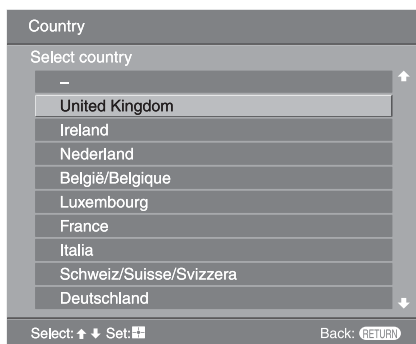 Country
Select country
–
United Kingdom
Ireland
Nederland
België/Belgique
Luxembourg
France
Italia
Schweiz/Suisse/Svizzera
Deutschland
Select: Set: Back: RETURN